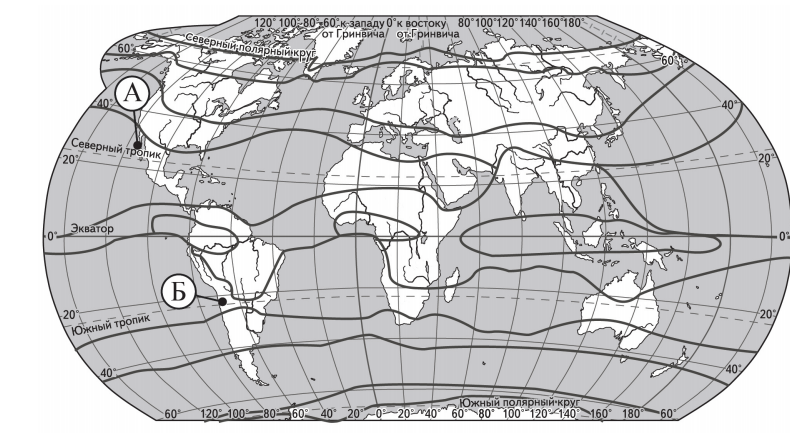 120° 100° 80° 60° к западу 0° к востоку 80° 100° 120° 140° 160° 180°
от Гринвича от Гринвича
Северный полярный круг
60°
60°
А
40°
40°
Северный тропик
20°
20°
Экватор
0°
0°
Б
20°
20°
Южный тропик
40°
40°
Южный полярный круг
60° 120° 100° 80° 60° 40° 20° 0° 20° 40° 60° 80° 100° 120° 140° 160° 180° 60°